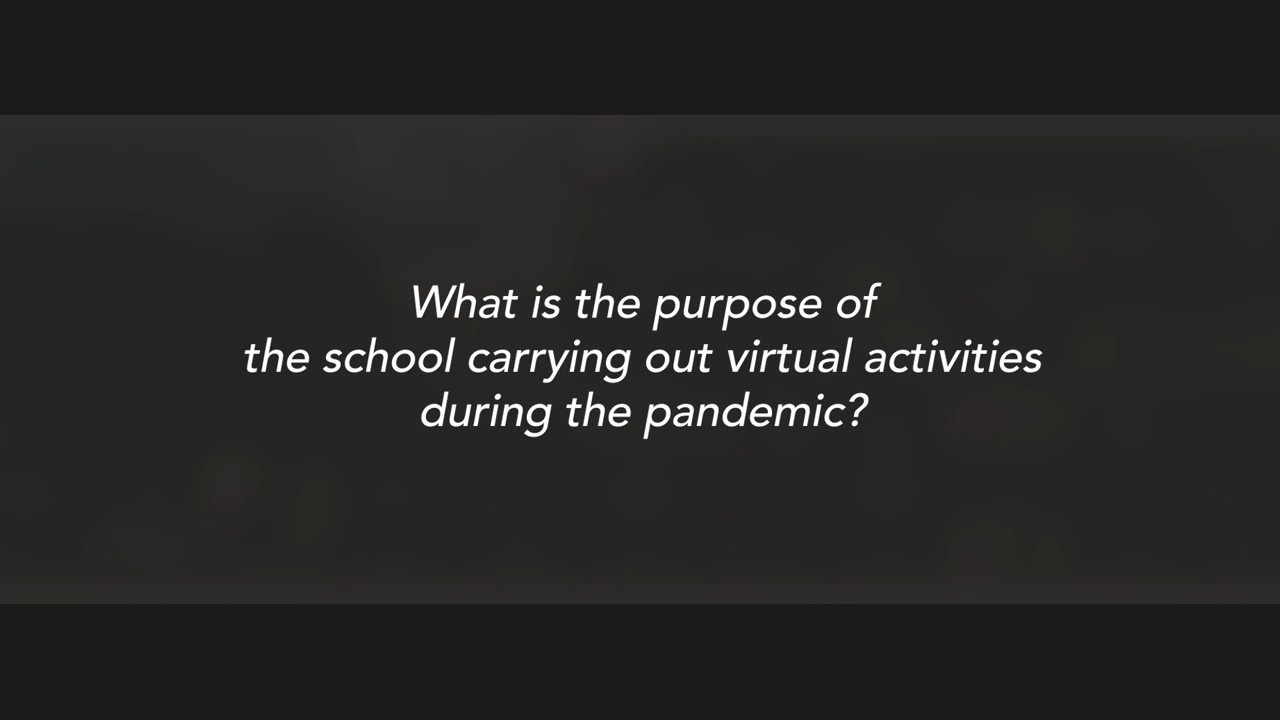 What is the purpose of
the school carrying out virtual activities
during the pandemic?